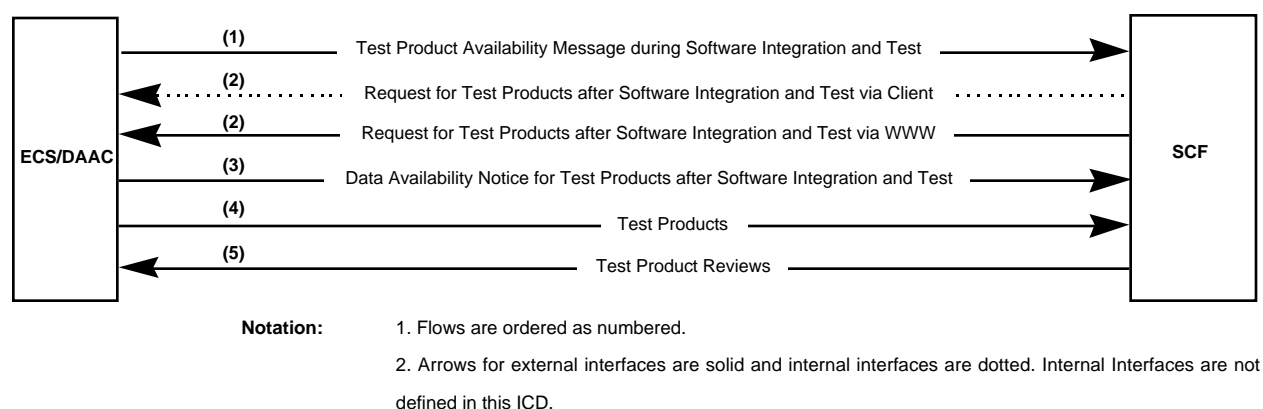 (1)
Test Product Availability Message during Software Integration and Test
(2)
Request for Test Products after Software Integration and Test via Client
(2)
Request for Test Products after Software Integration and Test via WWW
ECS/DAAC
SCF
(3)
Data Availability Notice for Test Products after Software Integration and Test
(4)
Test Products
(5)
Test Product Reviews
Notation: 1. Flows are ordered as numbered.
2. Arrows for external interfaces are solid and internal interfaces are dotted. Internal Interfaces are not
defined in this ICD.